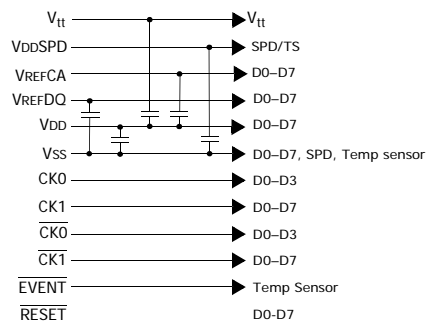 Vtt Vtt
VDDSPD SPD/TS
VREFCA D0–D7
VREFDQ D0–D7
VDD D0–D7
VSS D0–D7, SPD, Temp sensor
CK0 D0–D3
CK1 D0–D7
CK0 D0–D3
CK1 D0–D7
EVENT Temp Sensor
RESET D0-D7